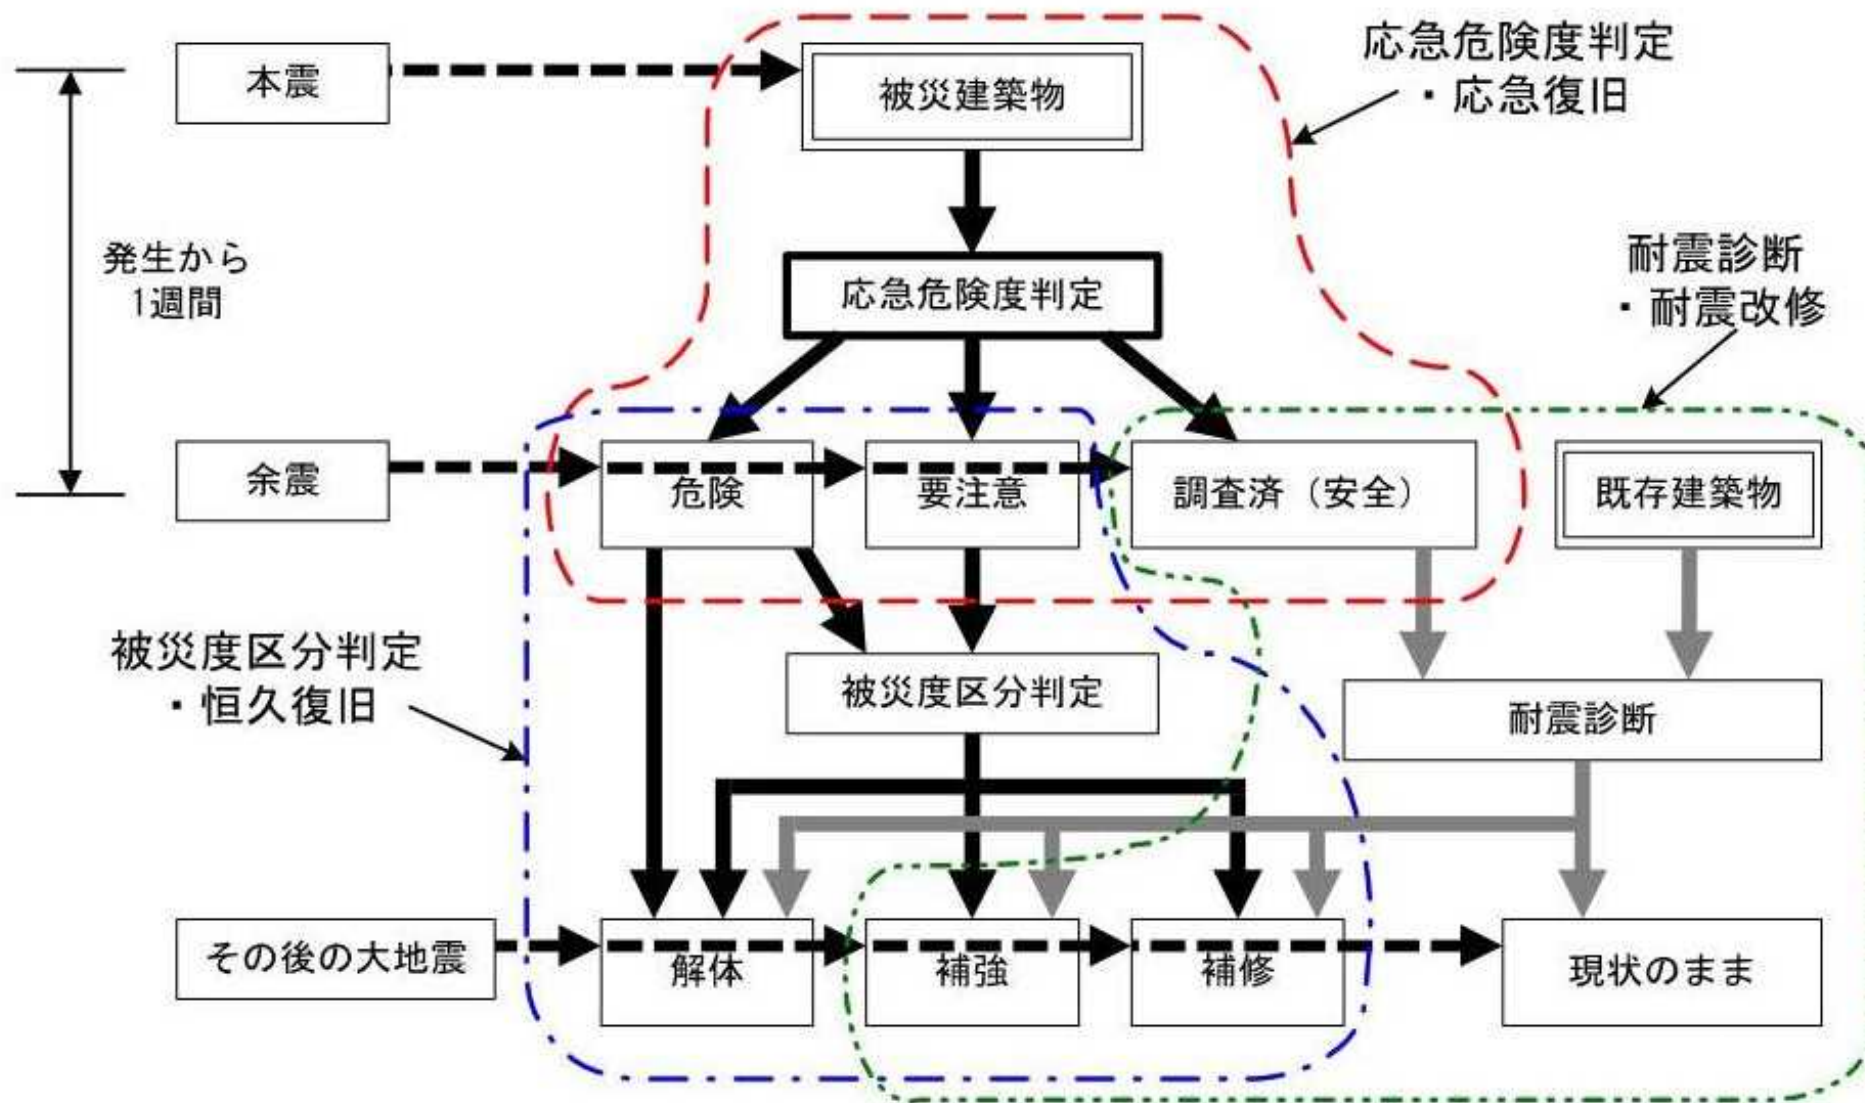 本震
被災建築物
応急危険度判定
・応急復旧
発生から
1週間
応急危険度判定
耐震診断
・耐震改修
余震
危険
要注意
調査済（安全）
既存建築物
被災度区分判定
・恒久復旧
被災度区分判定
耐震診断
その後の大地震
解体
補強
補修
現状のまま